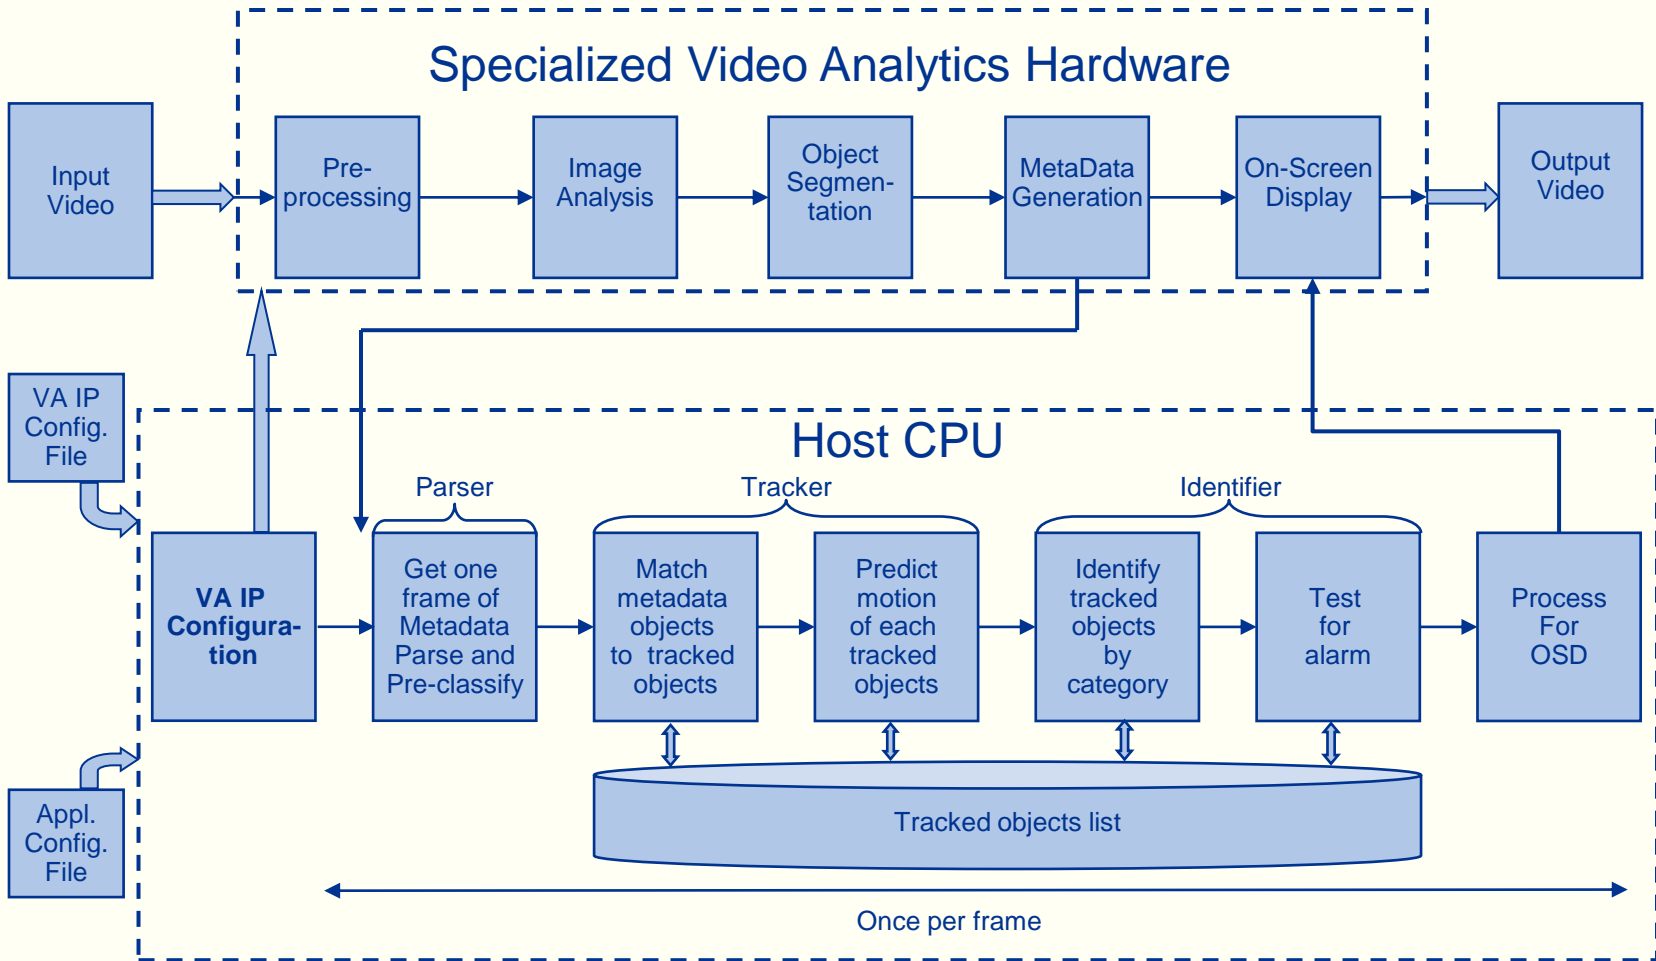 Specialized Video Analytics Hardware
Input
Video
Pre-
processing
Image
Analysis
Object
Segmen-
tation
MetaData
Generation
On-Screen
Display
Output
Video
VA IP
Config.
File
Host CPU
Parser
Tracker
Identifier
VA IP
Configura-
tion
Get one
frame of
Metadata
Parse and
Pre-classify
Match
metadata
objects
to tracked
objects
Predict
motion
of each
tracked
objects
Identify
tracked
objects
by
category
Test
for
alarm
Process
For
OSD
Tracked objects list
Appl.
Config.
File
Once per frame